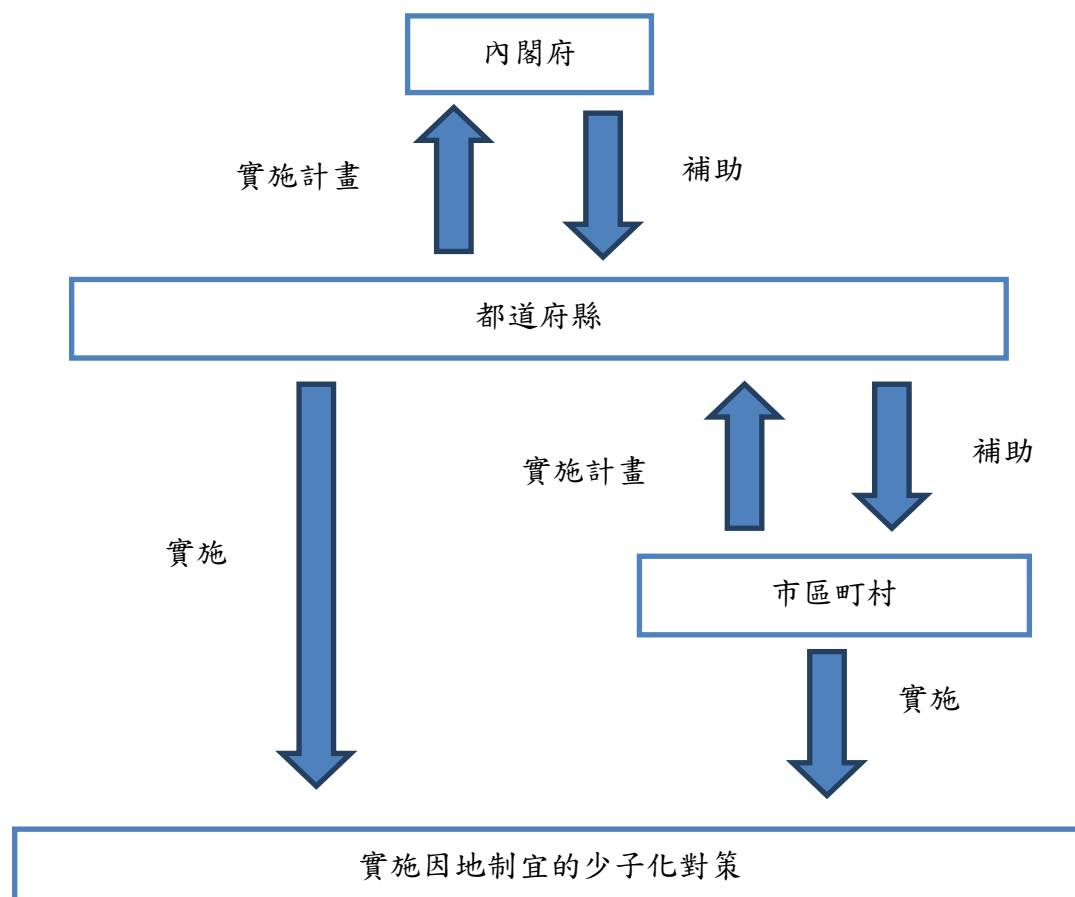 內閣府
實施計畫
補助
都道府縣
實施計畫
補助
實施
市區町村
實施
實施因地制宜的少子化對策